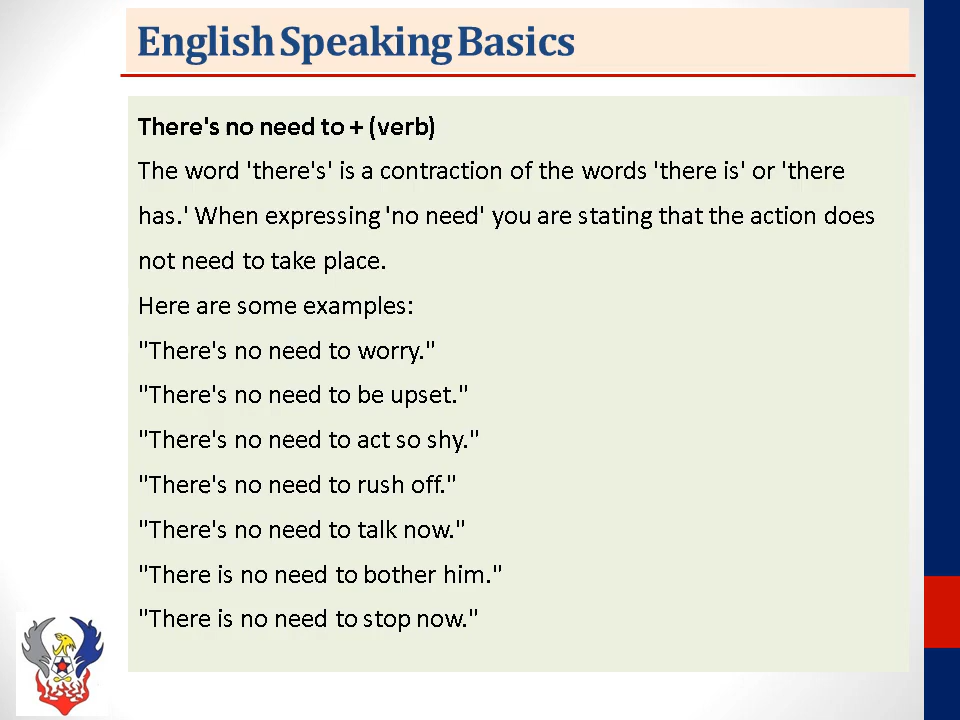 English Speaking Basics
There's no need to + (verb)
The word 'there's' is a contraction of the words 'there is' or 'there
has.' When expressing 'no need' you are stating that the action does
not need to take place.
Here are some examples:
"There's no need to worry."
"There's no need to be upset."
"There's no need to act so shy."
"There's no need to rush off."
"There's no need to talk now."
"There is no need to bother him."
"There is no need to stop now."